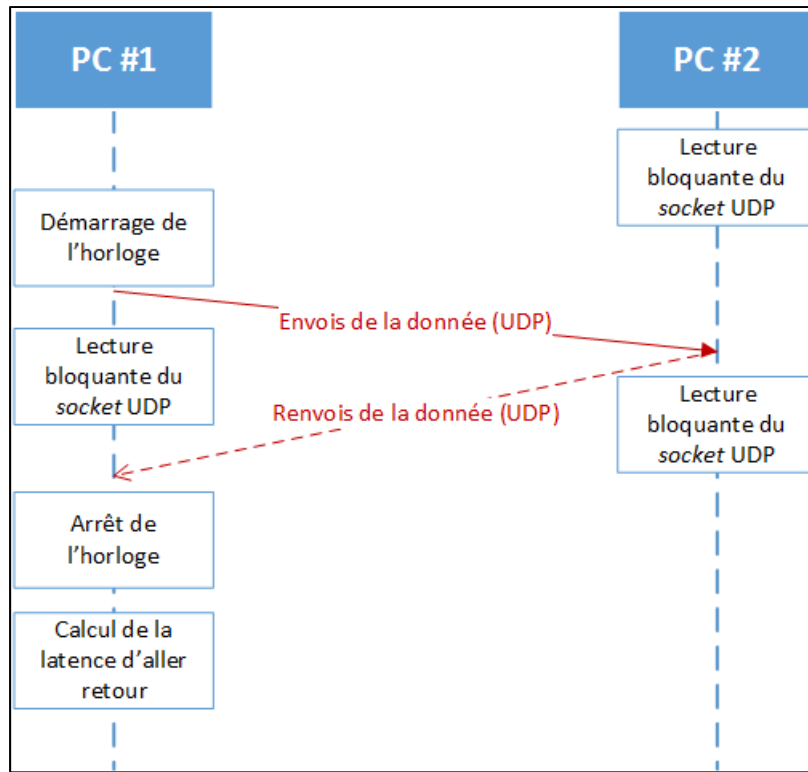 PC #1
PC #2
Lecture
bloquante du
socket UDP
Démarrage de
l'horloge
Envois de la donnée (UDP)
Lecture
bloquante du
socket UDP
Lecture
bloquante du
socket UDP
Renvois de la donnée (UDP)
Arrêt de
l'horloge
Calcul de la
latence d'aller
retour